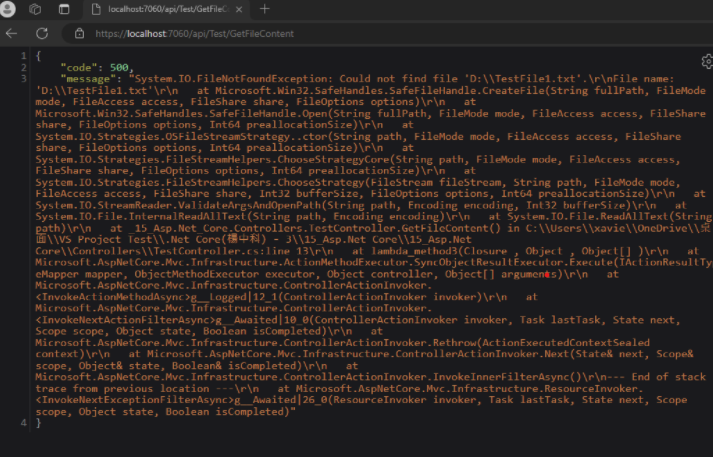 localhost:7060/api/Test/GetFileC
https://localhost:7060/api/Test/GetFileContent
1 {
2 "code": 500,
3 "message": "System.IO.FileNotFoundException: Could not find file 'D:\\TestFile1.txt'.\r\nFile name:
'D:\\TestFile1.txt'\r\n   at Microsoft.Win32.SafeHandles.SafeFileHandle.CreateFile(String fullPath, FileMode
mode, FileAccess access, FileShare share, FileOptions options)\r\n   at
Microsoft.Win32.SafeHandles.SafeFileHandle.Open(String fullPath, FileMode mode, FileAccess access, FileShare
share, FileOptions options, Int64 preallocationSize)\r\n   at
System.IO.Strategies.OSFileStreamStrategy..ctor(String path, FileMode mode, FileAccess access, FileShare
share, FileOptions options, Int64 preallocationSize)\r\n   at
System.IO.Strategies.FileStreamHelpers.ChooseStrategyCore(String path, FileMode mode, FileAccess access,
FileShare share, FileOptions options, Int64 preallocationSize)\r\n   at
System.IO.Strategies.FileStreamHelpers.ChooseStrategy(FileStream fileStream, String path, FileMode mode,
FileAccess access, FileShare share, Int32 bufferSize, FileOptions options, Int64 preallocationSize)\r\n   at
System.IO.StreamReader.ValidateArgsAndOpenPath(String path, Encoding encoding, Int32 bufferSize)\r\n   at
System.IO.File.InternalReadAllText(String path, Encoding encoding)\r\n   at System.IO.File.ReadAllText(String
path)\r\n   at _15_Asp.Net_Core.Controllers.TestController.GetFileContent() in C:\\Users\\xavie\\OneDrive\\桌
面\\VS Project Test\\.Net Core(標中科) - J\\15_Asp.Net
Core\\Controllers\\TestController.cs:line 13\r\n   at lambda_method3(Closure , Object , Object[] )\r\n   at
Microsoft.AspNetCore.Mvc.Infrastructure.ActionMethodExecutor.SyncObjectResultExecutor.Execute(IActionResultTyp
eMapper mapper, ObjectMethodExecutor executor, Object controller, Object[] arguments)\r\n   at
Microsoft.AspNetCore.Mvc.Infrastructure.ControllerActionInvoker.
<InvokeActionMethodAsync>g__Logged|12_1(ControllerActionInvoker invoker)\r\n   at
Microsoft.AspNetCore.Mvc.Infrastructure.ControllerActionInvoker.
<InvokeNextActionFilterAsync>g__Awaited|10_0(ControllerActionInvoker invoker, Task lastTask, State next,
Scope scope, Object state, Boolean isCompleted)\r\n   at
Microsoft.AspNetCore.Mvc.Infrastructure.ControllerActionInvoker.Rethrow(ActionExecutedContextSealed
context)\r\n   at Microsoft.AspNetCore.Mvc.Infrastructure.ControllerActionInvoker.Next(State& next, Scope&
scope, Object& state, Boolean& isCompleted)\r\n   at
Microsoft.AspNetCore.Mvc.Infrastructure.ControllerActionInvoker.InvokeInnerFilterAsync()\r\n--- End of stack
trace from previous location ---\r\n   at Microsoft.AspNetCore.Mvc.Infrastructure.ResourceInvoker.
<InvokeNextExceptionFilterAsync>g__Awaited|26_0(ResourceInvoker invoker, Task lastTask, State next, Scope
scope, Object state, Boolean isCompleted)"
4 }